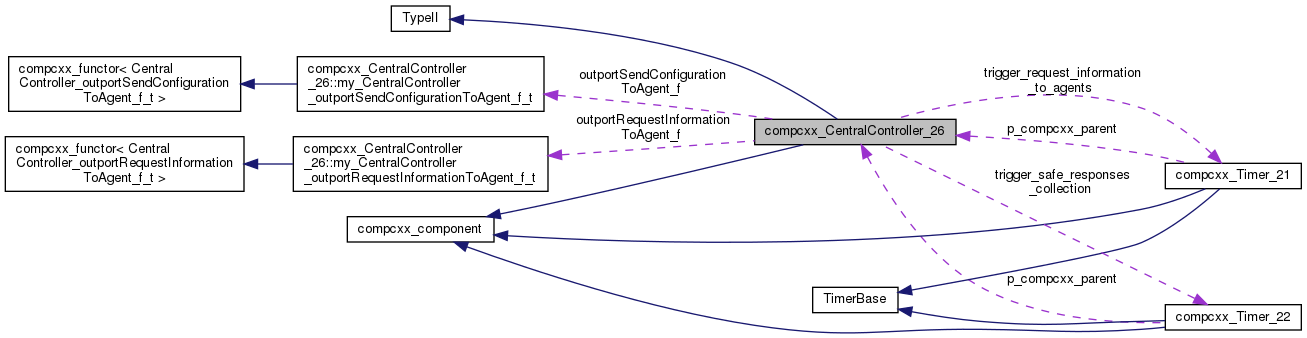 TypeII
compcxx_functor< Central
Controller_outportSendConfiguration
ToAgent_f_t >
compcxx_CentralController
_26::my_CentralController
_outportSendConfigurationToAgent_f_t
outportSendConfiguration
ToAgent_f
trigger_request_information
_to_agents
compcxx_functor< Central
Controller_outportRequestInformation
ToAgent_f_t >
compcxx_CentralController
_26::my_CentralController
_outportRequestInformationToAgent_f_t
outportRequestInformation
ToAgent_f
compcxx_CentralController_26
p_compcxx_parent
trigger_safe_responses
_collection
compcxx_Timer_21
compcxx_component
p_compcxx_parent
TimerBase
compcxx_Timer_22